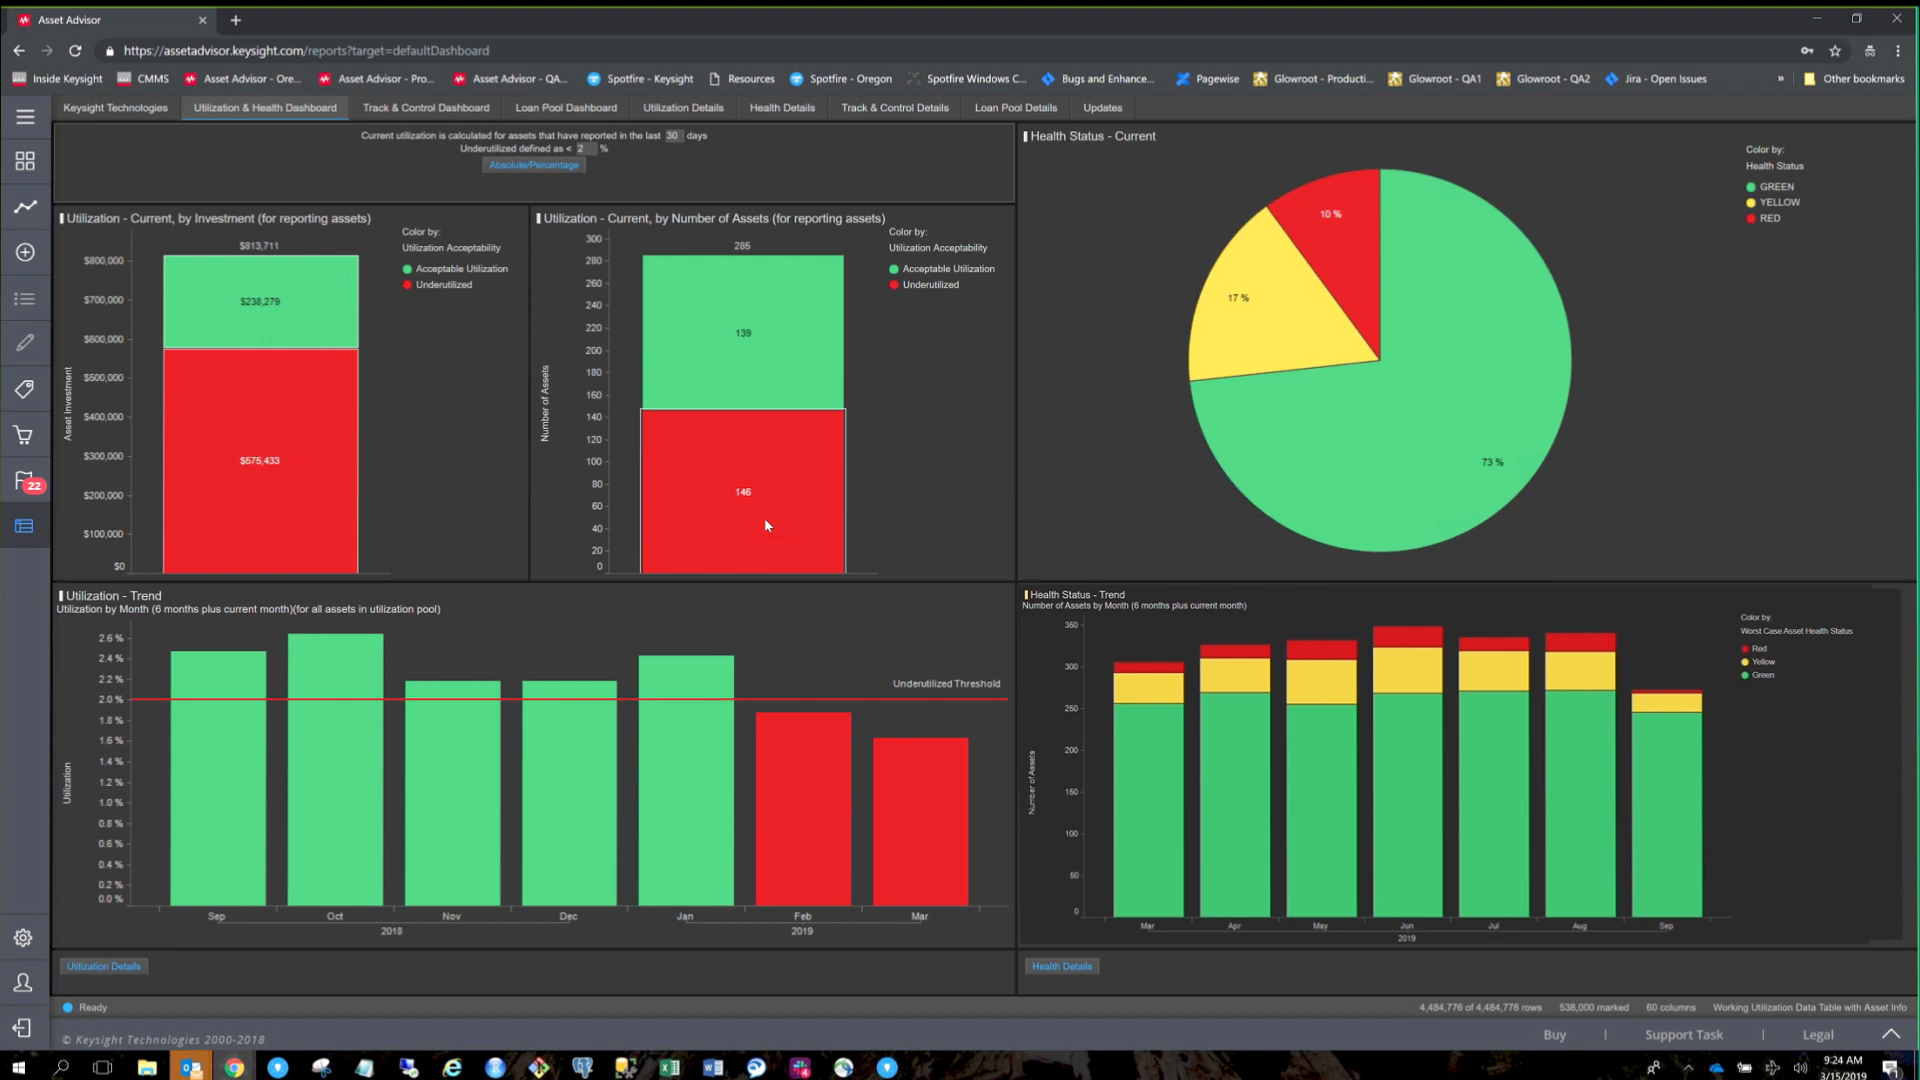 Asset Advisor
https://assetadvisor.keysight.com/reports?target=defaultDashboard
Inside Keysight CMMS Asset Advisor - Ore... Asset Advisor - Pro... Asset Advisor - QA... Spotfire - Keysight Resources Spotfire - Oregon Spotfire Windows C... Bugs and Enhance... Pagewise Glowroot - Producti... Glowroot - QA1 Glowroot - QA2 Jira - Open Issues » Other bookmarks
Keysight Technologies Utilization & Health Dashboard Track & Control Dashboard Loan Pool Dashboard Utilization Details Health Details Track & Control Details Loan Pool Details Updates
Current utilization is calculated for assets that have reported in the last 30 days
Underutilized defined as < 2 %
Absolute/Percentage
Utilization - Current, by Investment (for reporting assets)
Color by:
Utilization Acceptability
Acceptable Utilization
Underutilized
$813,711
$800,000
$700,000
$600,000
$500,000
$400,000
$300,000
$200,000
$100,000
$0
Asset Investment
$238,279
$575,433
Utilization - Current, by Number of Assets (for reporting assets)
Color by:
Utilization Acceptability
Acceptable Utilization
Underutilized
285
300
280
260
240
220
200
180
160
140
120
100
80
60
40
20
0
Number of Assets
139
146
Health Status - Current
Color by:
Health Status
GREEN
YELLOW
RED
10 %
17 %
73 %
22
Utilization - Trend
Utilization by Month (6 months plus current month)(for all assets in utilization pool)
2.6 %
2.4 %
2.2 %
2.0 %
1.8 %
1.6 %
1.4 %
1.2 %
1.0 %
0.8 %
0.6 %
0.4 %
0.2 %
0.0 %
Utilization
Underutilized Threshold
Sep Oct Nov Dec Jan Feb Mar
2018 2019
Health Status - Trend
Number of Assets by Month (6 months plus current month)
Color by:
Worst Case Asset Health Status
Red
Yellow
Green
350
300
250
200
150
100
50
0
Number of Assets
Mar Apr May Jun Jul Aug Sep
2019
Utilization Details
Health Details
Ready
4,484,776 of 4,484,776 rows 538,000 marked 60 columns Working Utilization Data Table with Asset Info
© Keysight Technologies 2000-2018
Buy | Support Task | Legal
9:24 AM
3/15/2019